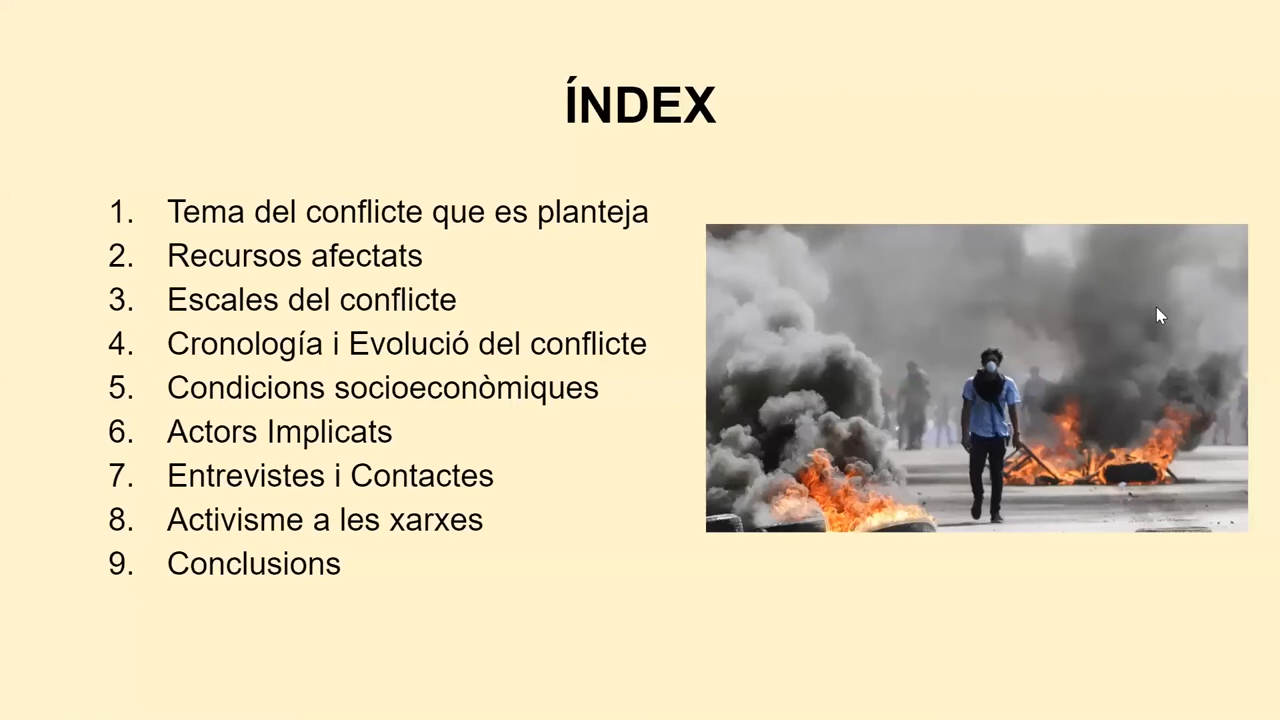 ÍNDEX
1. Tema del conflicte que es planteja
2. Recursos afectats
3. Escales del conflicte
4. Cronología i Evolució del conflicte
5. Condicions socioeconòmiques
6. Actors Implicats
7. Entrevistes i Contactes
8. Activisme a les xarxes
9. Conclusions